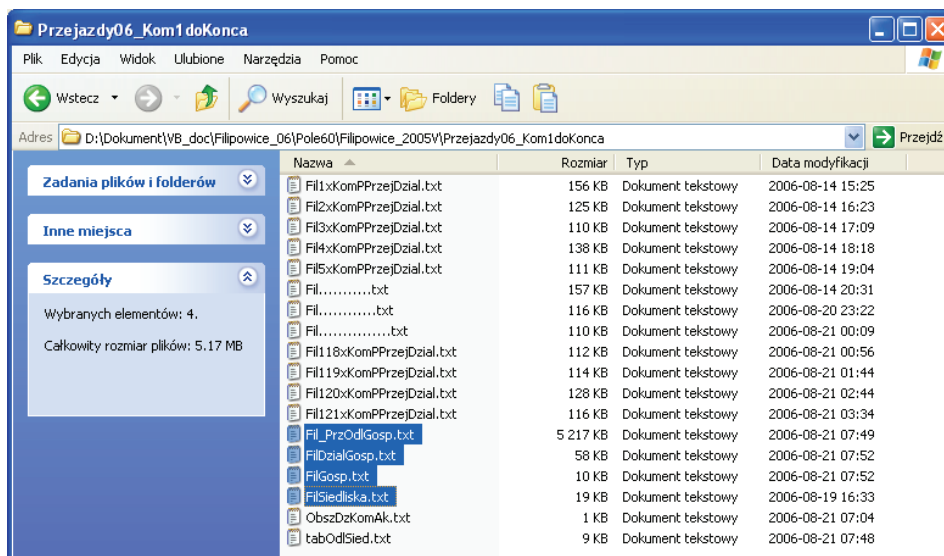 Przejazdy06_Kom1doKonca
Plik Edycja Widok Ulubione Narzędzia Pomoc
Wstecz Wyszukaj Foldery
Adres D:\Dokument\VB_doc\Filipowice_06\Pole60\Filipowice_2005V\Przejazdy06_Kom1doKonca Przejdź
Zadania plików i folderów
Inne miejsca
Szczegóły
Wybranych elementów: 4.
Całkowity rozmiar plików: 5.17 MB
Nazwa Rozmiar Typ Data modyfikacji
Fil1xKomPPrzejDzial.txt 156 KB Dokument tekstowy 2006-08-14 15:25
Fil2xKomPPrzejDzial.txt 125 KB Dokument tekstowy 2006-08-14 16:23
Fil3xKomPPrzejDzial.txt 110 KB Dokument tekstowy 2006-08-14 17:09
Fil4xKomPPrzejDzial.txt 138 KB Dokument tekstowy 2006-08-14 18:18
Fil5xKomPPrzejDzial.txt 111 KB Dokument tekstowy 2006-08-14 19:04
Fil...........txt 157 KB Dokument tekstowy 2006-08-14 20:31
Fil............txt 116 KB Dokument tekstowy 2006-08-20 23:22
Fil...............txt 110 KB Dokument tekstowy 2006-08-21 00:09
Fil118xKomPPrzejDzial.txt 112 KB Dokument tekstowy 2006-08-21 00:56
Fil119xKomPPrzejDzial.txt 114 KB Dokument tekstowy 2006-08-21 01:44
Fil120xKomPPrzejDzial.txt 128 KB Dokument tekstowy 2006-08-21 02:44
Fil121xKomPPrzejDzial.txt 116 KB Dokument tekstowy 2006-08-21 03:34
Fil_PrzOdlGosp.txt 5 217 KB Dokument tekstowy 2006-08-21 07:49
FilDzialGosp.txt 58 KB Dokument tekstowy 2006-08-21 07:52
FilGosp.txt 10 KB Dokument tekstowy 2006-08-21 07:52
FilSiedliska.txt 19 KB Dokument tekstowy 2006-08-19 16:33
ObszDzKomAk.txt 1 KB Dokument tekstowy 2006-08-21 07:04
tabOdlSied.txt 9 KB Dokument tekstowy 2006-08-21 07:48